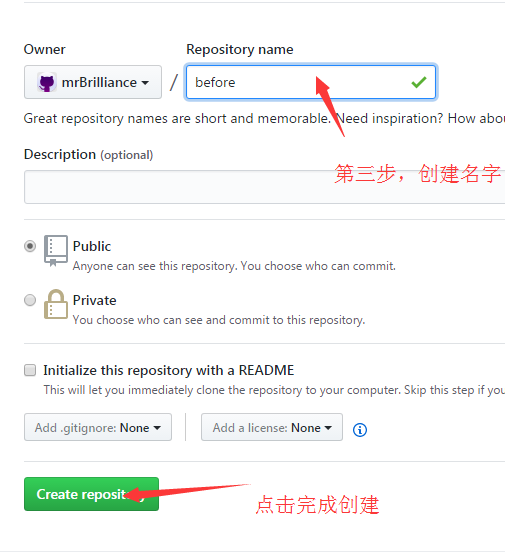 Owner
Repository name
mrBrilliance / before
Great repository names are short and memorable. Need inspiration? How abou
第三步，创建名字
Description (optional)
Public
Anyone can see this repository. You choose who can commit.
Private
You choose who can see and commit to this repository.
Initialize this repository with a README
This will let you immediately clone the repository to your computer. Skip this step if you
Add .gitignore: None
Add a license: None
Create repository
点击完成创建